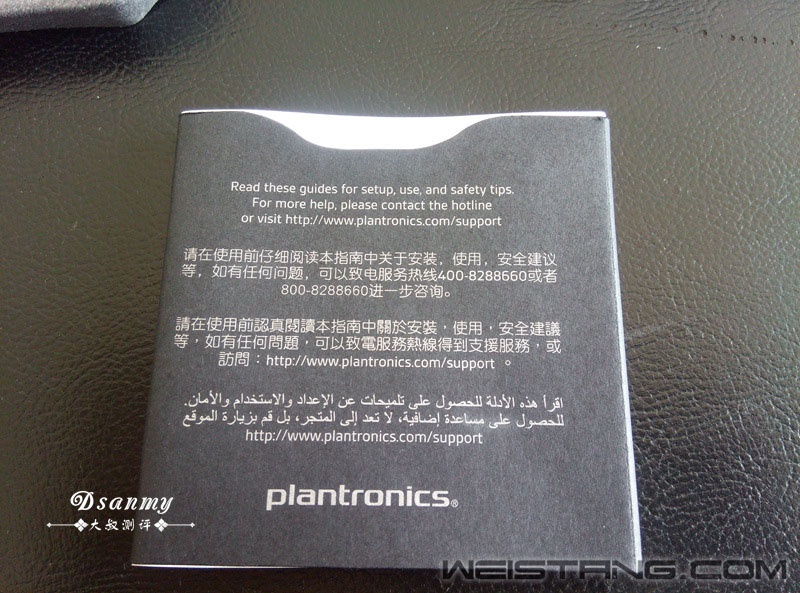 Read these guides for setup, use, and safety tips.
For more help, please contact the hotline
or visit http://www.plantronics.com/support
请在使用前仔细阅读本指南中关于安装，使用，安全建议
等，如有任何问题，可以致电服务热线400-8288660或者
800-8288660进一步咨询。
請在使用前認真閱讀本指南中關於安裝，使用，安全建議
等，如有任何問題，可以致電服務熱線得到支援服務，或
訪問：http://www.plantronics.com/support 。
اقرأ هذه الأدلة للحصول على تلميحات عن الإعداد والاستخدام والأمان.
للحصول على مساعدة إضافية، لا تعد إلى المتجر، بل قم بزيارة الموقع
http://www.plantronics.com/support
plantronics®
Dsanmy
大叔测评
WEISTANG.COM